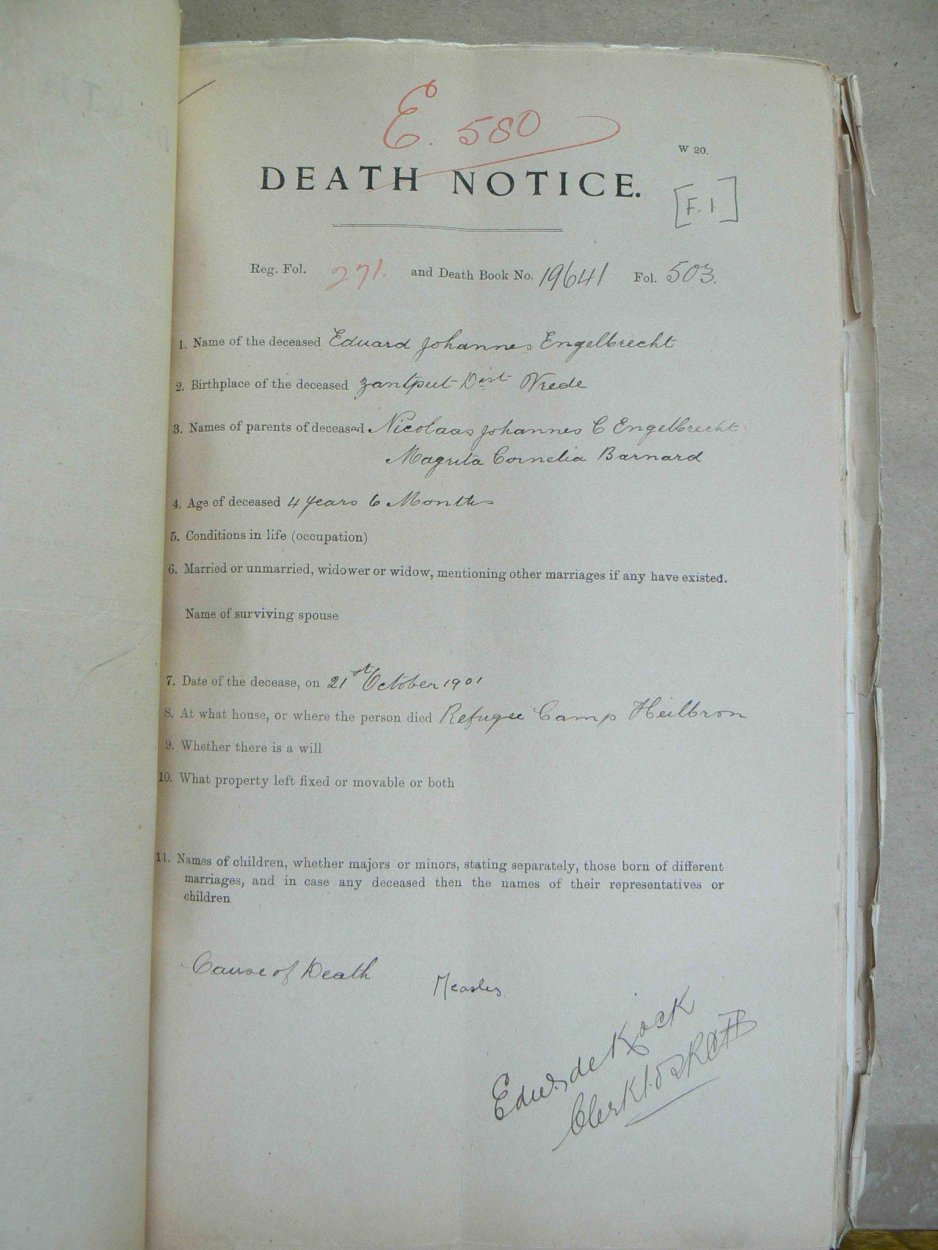 E. 580
W 20.
DEATH NOTICE.
[F. 1]
Reg. Fol. 271. and Death Book No. 19641 Fol. 503.
1. Name of the deceased Eduard Johannes Engelbrecht
2. Birthplace of the deceased Zantput Dist Vrede
3. Names of parents of deceased Nicolaas Johannes C Engelbrecht
Magrita Cornelia Barnard
4. Age of deceased 4 years 6 Months
5. Conditions in life (occupation)
6. Married or unmarried, widower or widow, mentioning other marriages if any have existed.
Name of surviving spouse
7. Date of the decease, on 21st October 1901
8. At what house, or where the person died Refugee Camp Heilbron
9. Whether there is a will
10. What property left fixed or movable or both
11. Names of children, whether majors or minors, stating separately, those born of different
marriages, and in case any deceased then the names of their representatives or
children
Cause of Death Measles
Edw. de Kock
Clerk